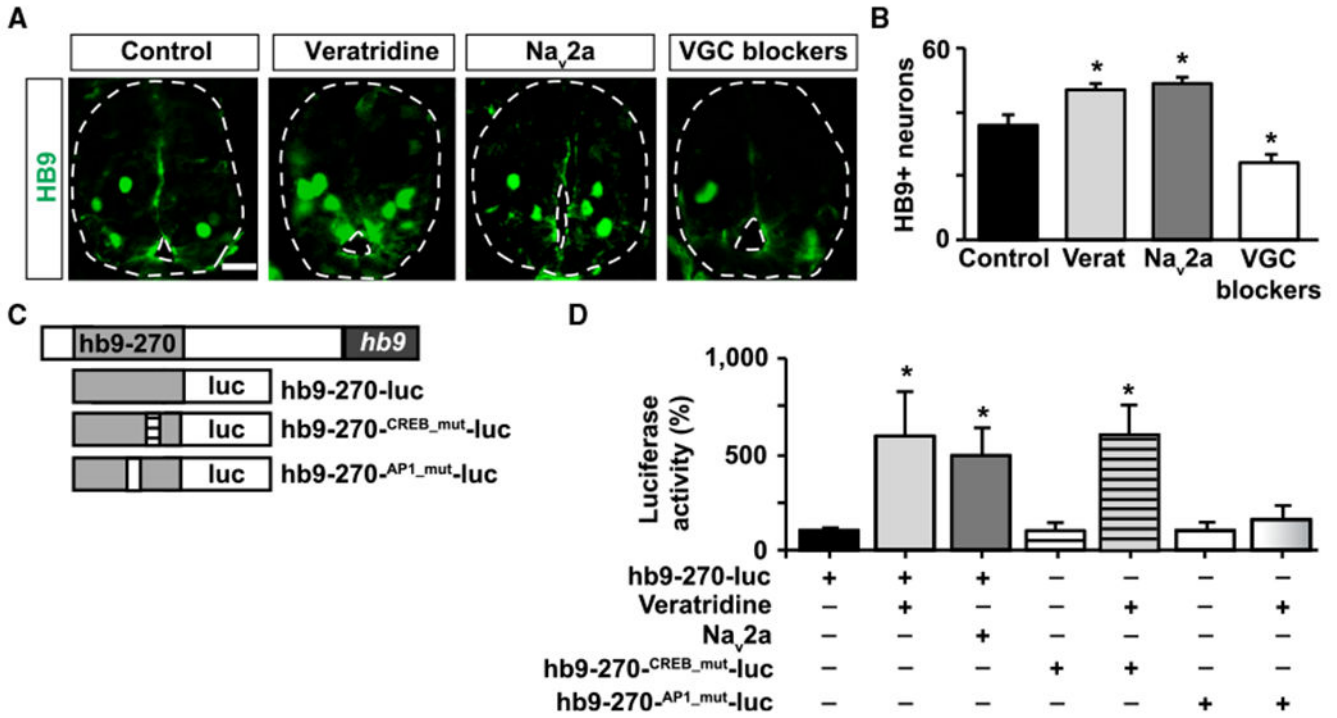 A
Control
Veratridine
Nav2a
VGC blockers
HB9
B
60
0
HB9+ neurons
*
*
*
Control Verat Nav2a VGC
blockers
C
hb9-270
hb9
luc
hb9-270-luc
luc
hb9-270-CREB_mut-luc
luc
hb9-270-AP1_mut-luc
D
Luciferase
activity (%)
1,000
500
0
*
*
*
hb9-270-luc + + + − − − −
Veratridine − + − − + − +
Nav2a − − + − − − −
hb9-270-CREB_mut-luc − − − + + − −
hb9-270-AP1_mut-luc − − − − − + +